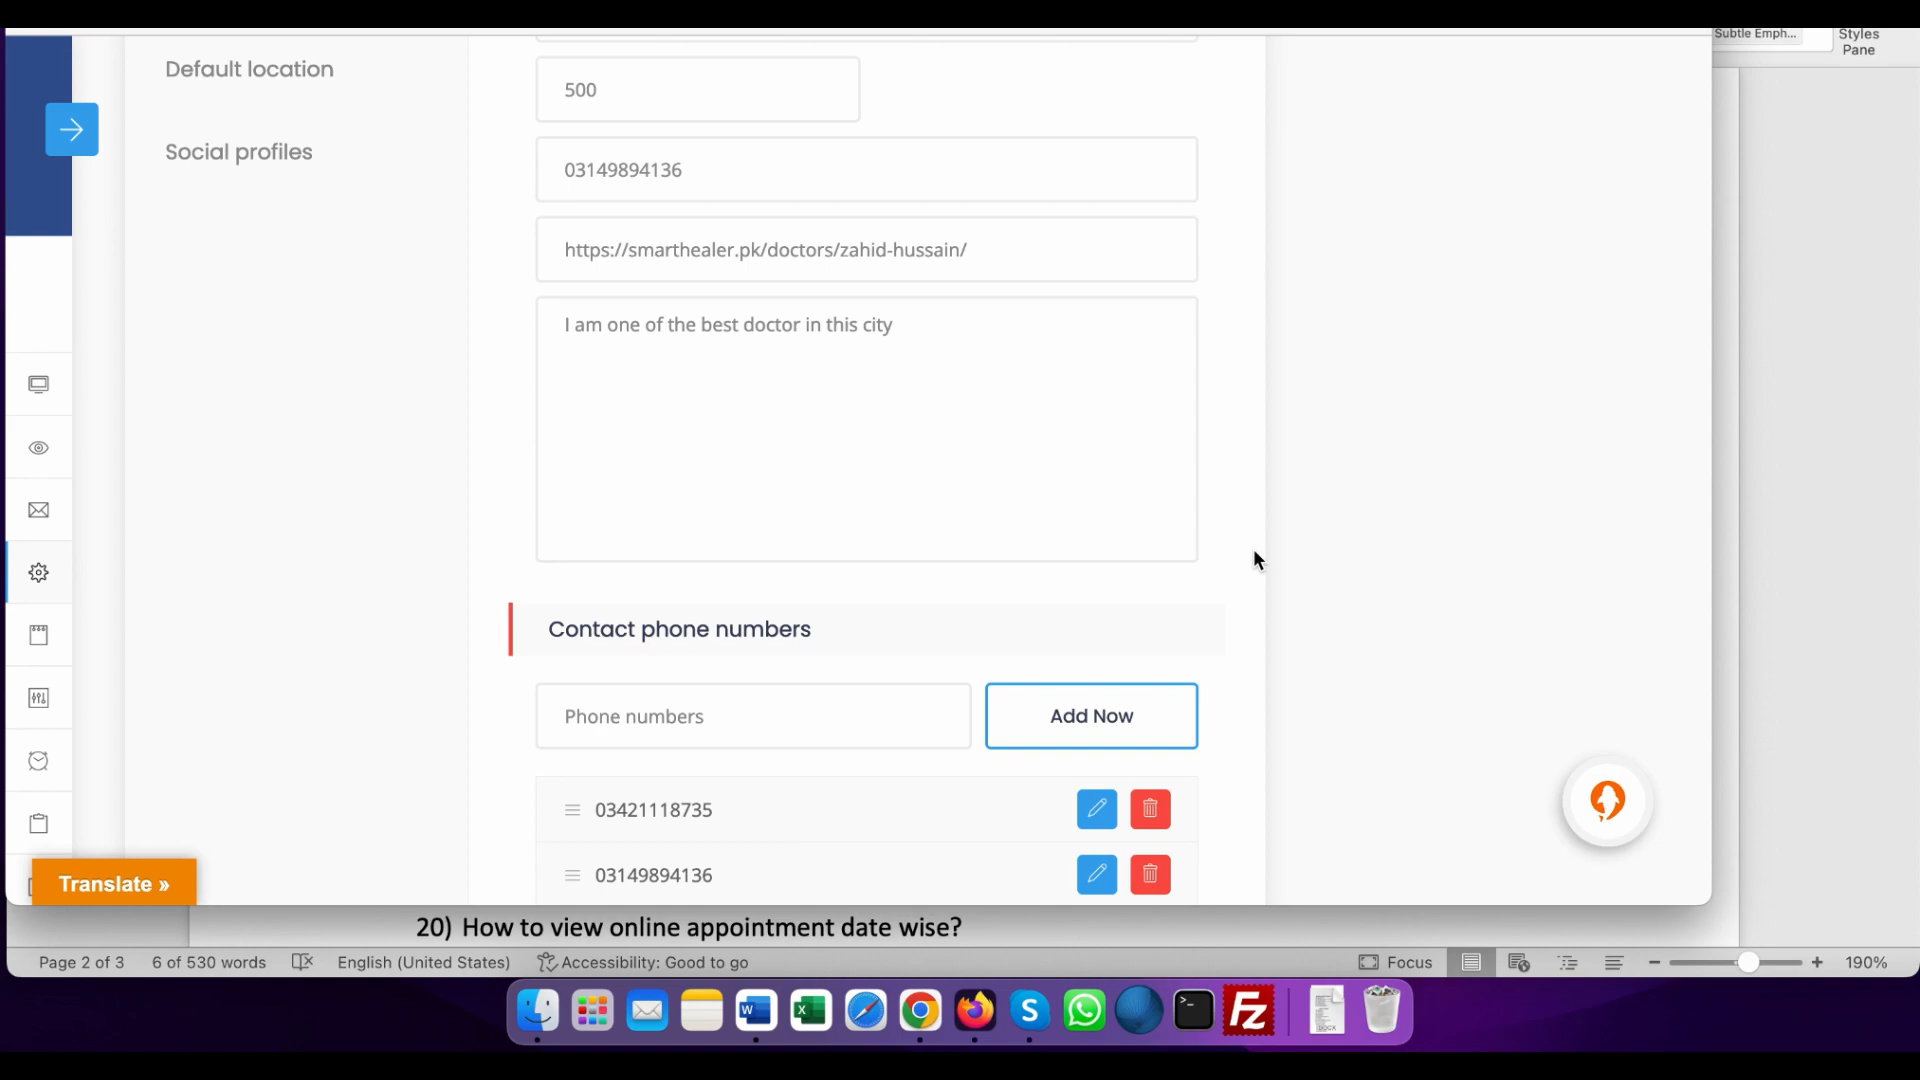 Subtle Emph...
Styles
Pane
Default location
Social profiles
500
03149894136
https://smarthealer.pk/doctors/zahid-hussain/
I am one of the best doctor in this city
Contact phone numbers
Phone numbers
Add Now
03421118735
03149894136
Translate »
20) How to view online appointment date wise?
Page 2 of 3
6 of 530 words
English (United States)
Accessibility: Good to go
Focus
190%
W
X
S
>_
Fz
DOCX